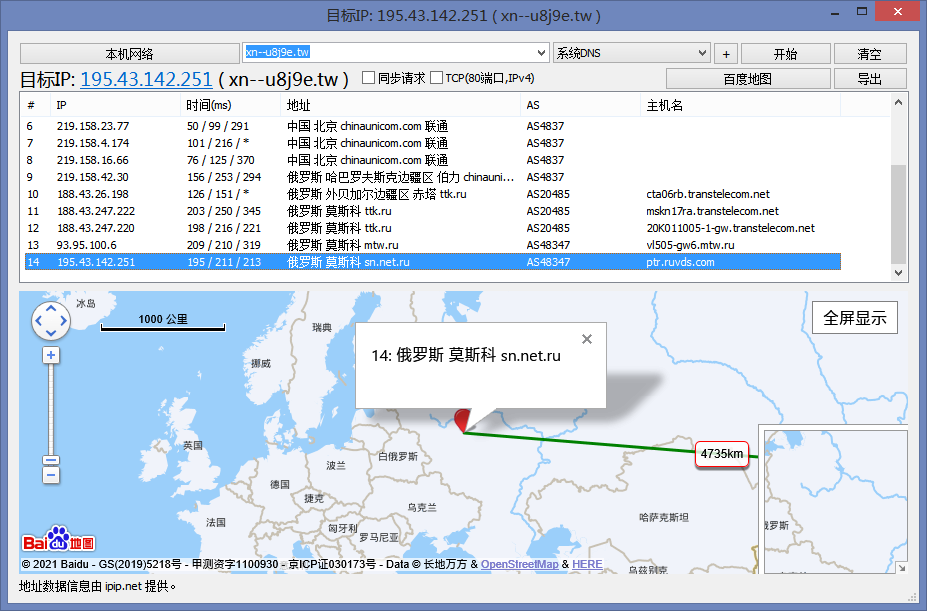 目标IP: 195.43.142.251 ( xn--u8j9e.tw )
本机网络 xn--u8j9e.tw 系统DNS + 开始 清空
目标IP: 195.43.142.251 ( xn--u8j9e.tw ) 同步请求 TCP(80端口,IPv4) 百度地图 导出
# IP 时间(ms) 地址 AS 主机名
6 219.158.23.77 50 / 99 / 291 中国 北京 chinaunicom.com 联通 AS4837
7 219.158.4.174 101 / 216 / * 中国 北京 chinaunicom.com 联通 AS4837
8 219.158.16.66 76 / 125 / 370 中国 北京 chinaunicom.com 联通 AS4837
9 219.158.42.30 156 / 253 / 294 俄罗斯 哈巴罗夫斯克边疆区 伯力 chinauni... AS4837
10 188.43.26.198 126 / 151 / * 俄罗斯 外贝加尔边疆区 赤塔 ttk.ru AS20485 cta06rb.transtelecom.net
11 188.43.247.222 203 / 250 / 345 俄罗斯 莫斯科 ttk.ru AS20485 mskn17ra.transtelecom.net
12 188.43.247.220 198 / 216 / 221 俄罗斯 莫斯科 ttk.ru AS20485 20K011005-1-gw.transtelecom.net
13 93.95.100.6 209 / 210 / 319 俄罗斯 莫斯科 mtw.ru AS48347 vl505-gw6.mtw.ru
14 195.43.142.251 195 / 211 / 213 俄罗斯 莫斯科 sn.net.ru AS48347 ptr.ruvds.com
冰岛
1000 公里
全屏显示
瑞典
14: 俄罗斯 莫斯科 sn.net.ru
挪威
英国
4735km
白俄罗斯
波兰
德国
捷克
乌克兰
法国
哈萨克斯坦
俄罗斯
匈牙利
罗马尼亚
Bai du 地图
© 2021 Baidu - GS(2019)5218号 - 甲测资字1100930 - 京ICP证030173号 - Data © 长地万方 & OpenStreetMap & HERE
乌兹别克
地址数据信息由 ipip.net 提供。